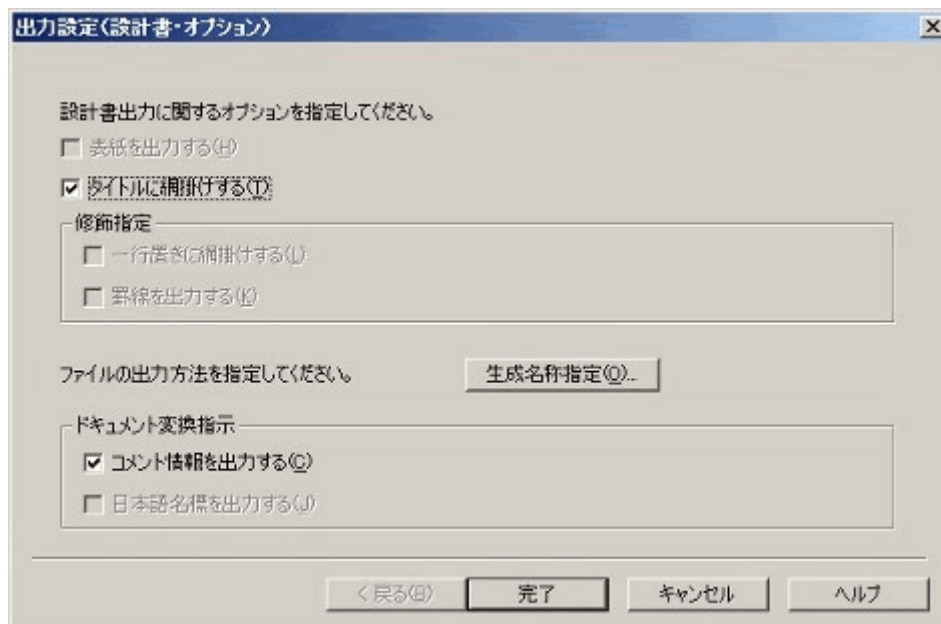 出力設定(設計書・オプション)
設計書出力に関するオプションを指定してください。
表紙を出力する(H)
タイトルに網掛けする(T)
修飾指定
一行置きに網掛けする(L)
罫線を出力する(K)
ファイルの出力方法を指定してください。 生成名称指定(O)...
ドキュメント変換指示
コメント情報を出力する(C)
日本語名標を出力する(J)
< 戻る(B) 完了 キャンセル ヘルプ